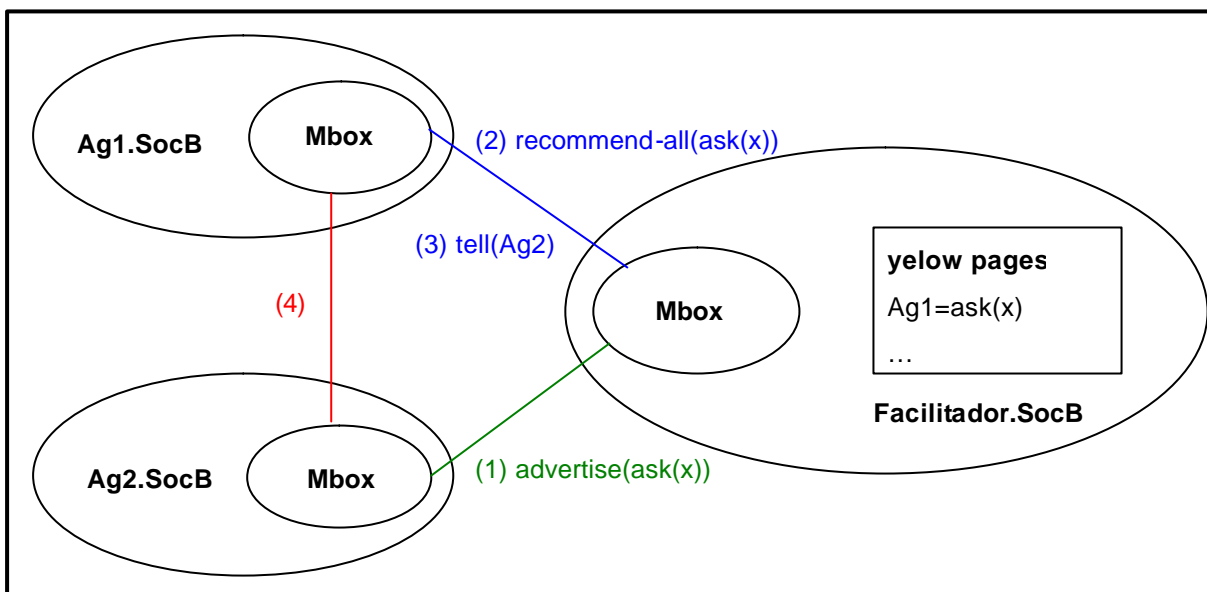 Ag1.SocB
Mbox
(2) recommend-all(ask(x))
(3) tell(Ag2)
(4)
Mbox
yelow pages
Ag1=ask(x)
…
Facilitador.SocB
Ag2.SocB
Mbox
(1) advertise(ask(x))